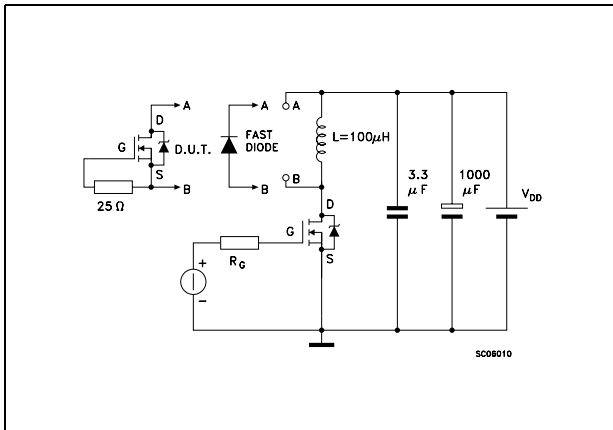 A
A
A
D
FAST
DIODE
L=100μH
G
D.U.T.
S
3.3
μF
1000
μF
B
B
B
V_DD
25 Ω
D
G
S
R_G
+
−
SC06010